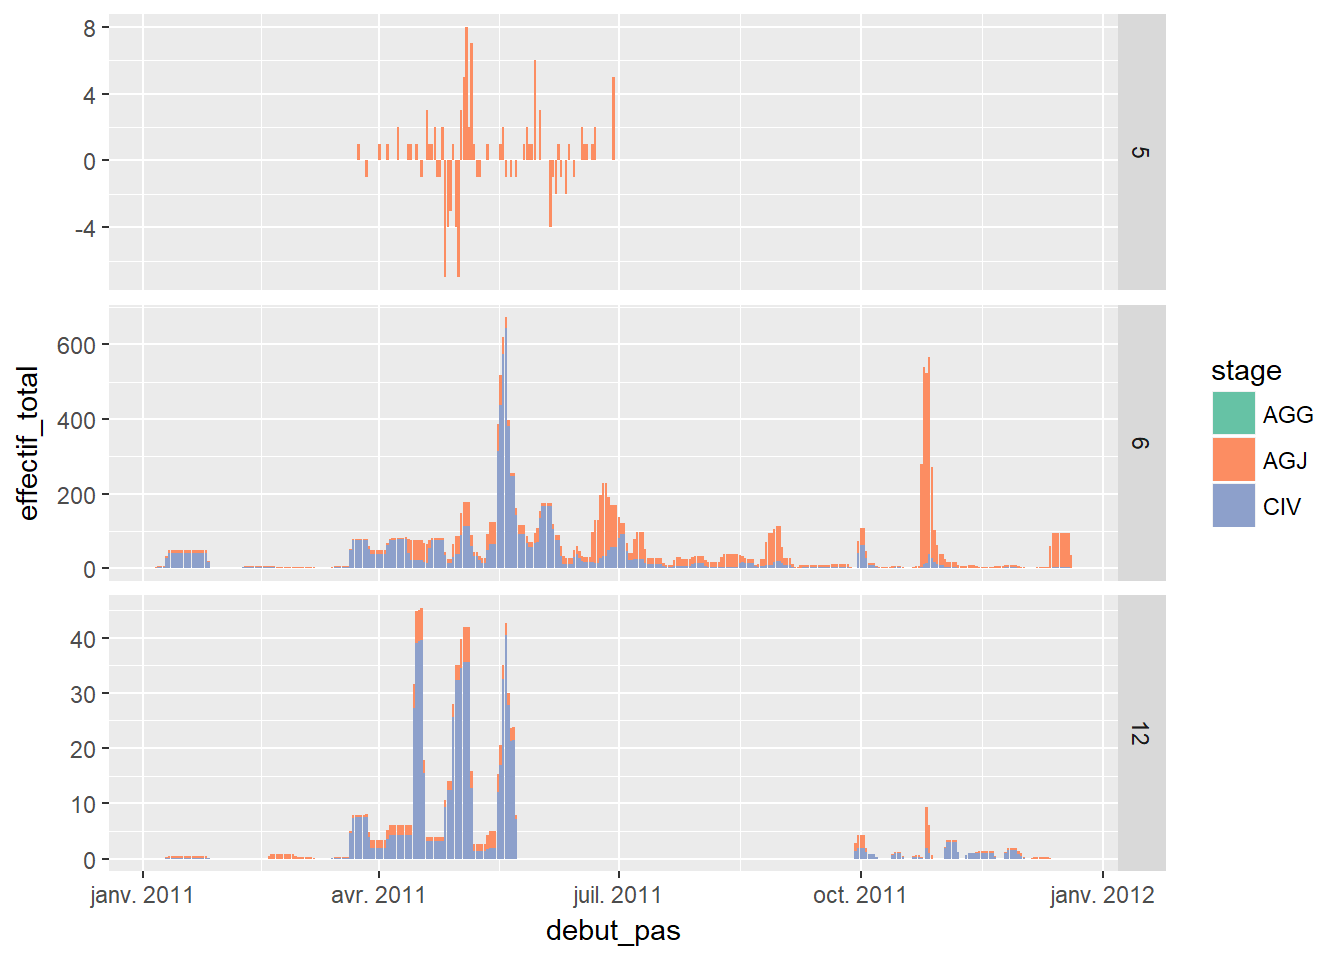 8
4
0
-4
5
effectif_total
600
400
200
0
6
stage
AGG
AGJ
CIV
40
30
20
10
0
12
janv. 2011
avr. 2011
juil. 2011
oct. 2011
janv. 2012
debut_pas